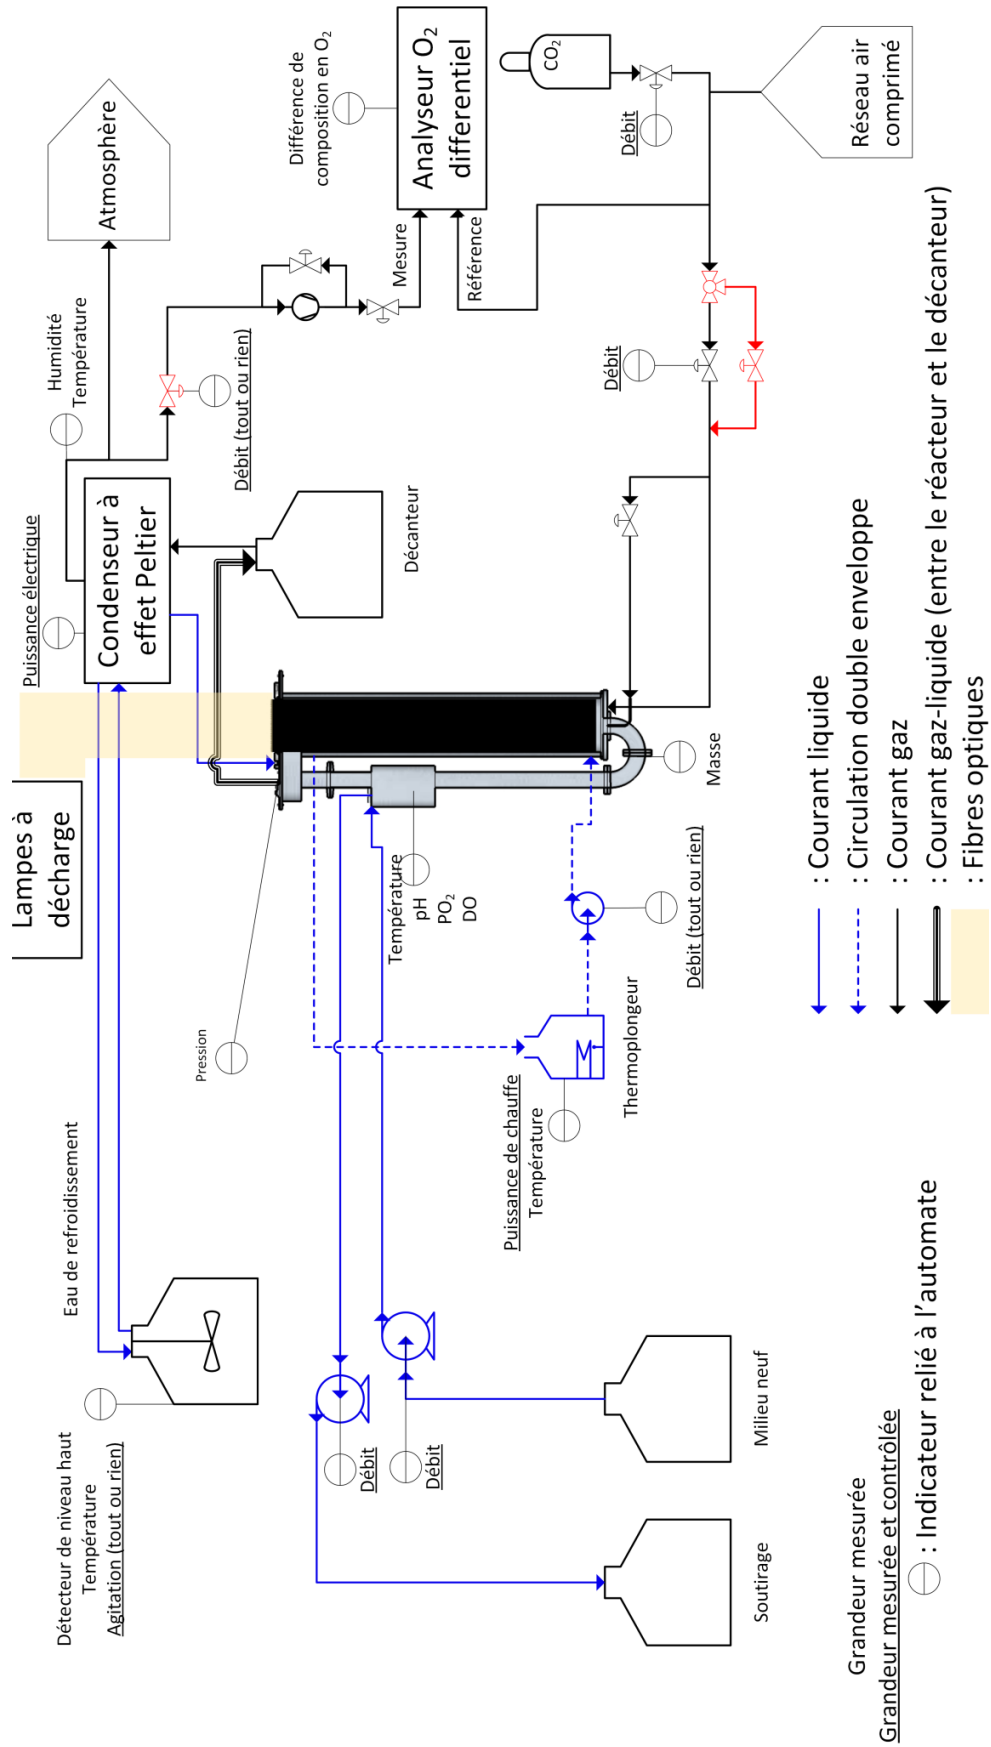 Lampes à
décharge
Puissance électrique
Condenseur à
effet Peltier
Humidité
Température
Atmosphère
Différence de
composition en O₂
Analyseur O₂
différentiel
Mesure
Référence
CO₂
Débit
Réseau air
comprimé
Débit (tout ou rien)
Décanteur
Débit
Détecteur de niveau haut
Température
Agitation (tout ou rien)
Eau de refroidissement
Pression
Température
pH
PO₂
DO
Masse
Débit (tout ou rien)
Puissance de chauffe
Température
Thermoplongeur
Débit
Débit
Soutirage
Milieu neuf
Grandeur mesurée
Grandeur mesurée et contrôlée
: Indicateur relié à l'automate
: Courant liquide
: Circulation double enveloppe
: Courant gaz
: Courant gaz-liquide (entre le réacteur et le décanteur)
: Fibres optiques